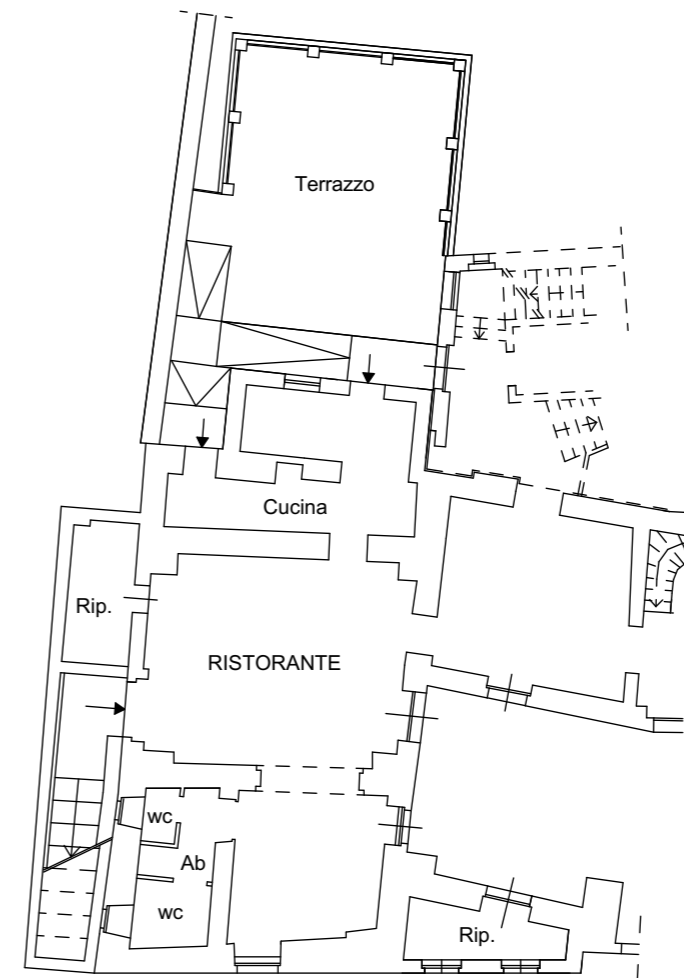 Terrazzo
Cucina
Rip.
RISTORANTE
wc
Ab
wc
Rip.